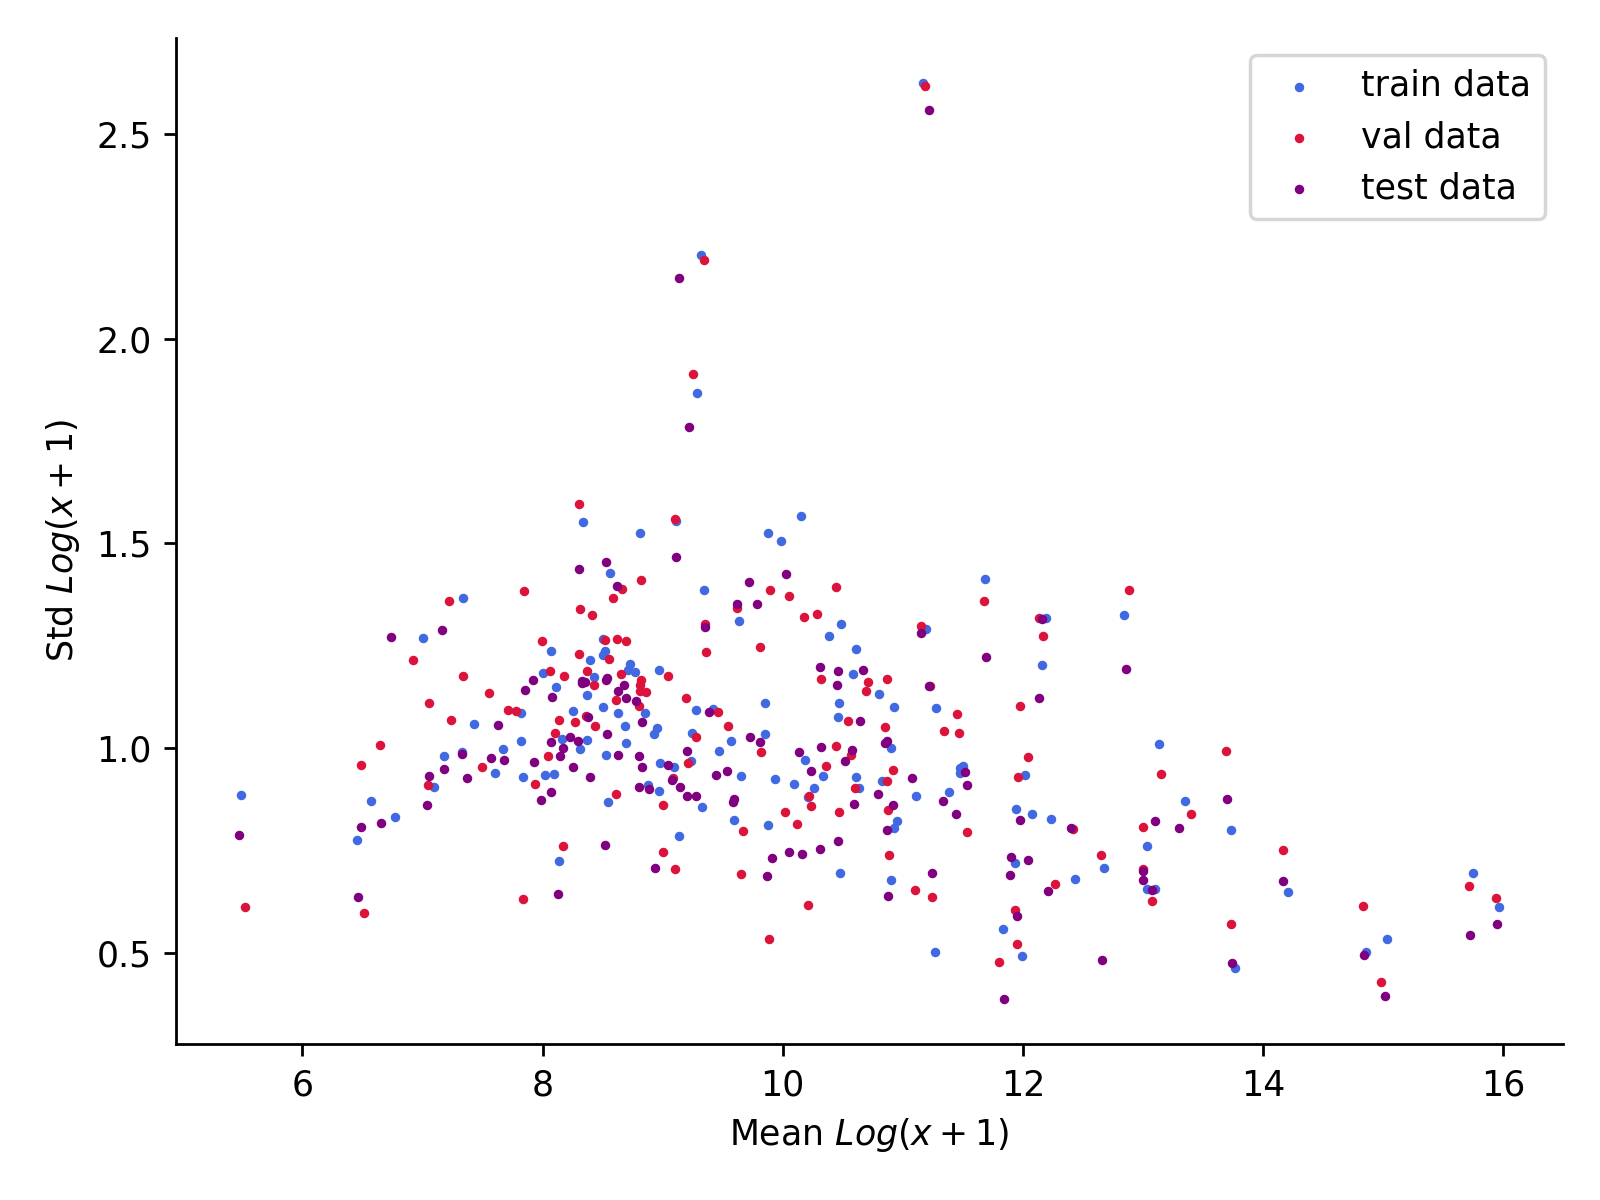 train data
val data
test data
2.5
2.0
1.5
1.0
0.5
Std Log(x + 1)
6 8 10 12 14 16
Mean Log(x + 1)